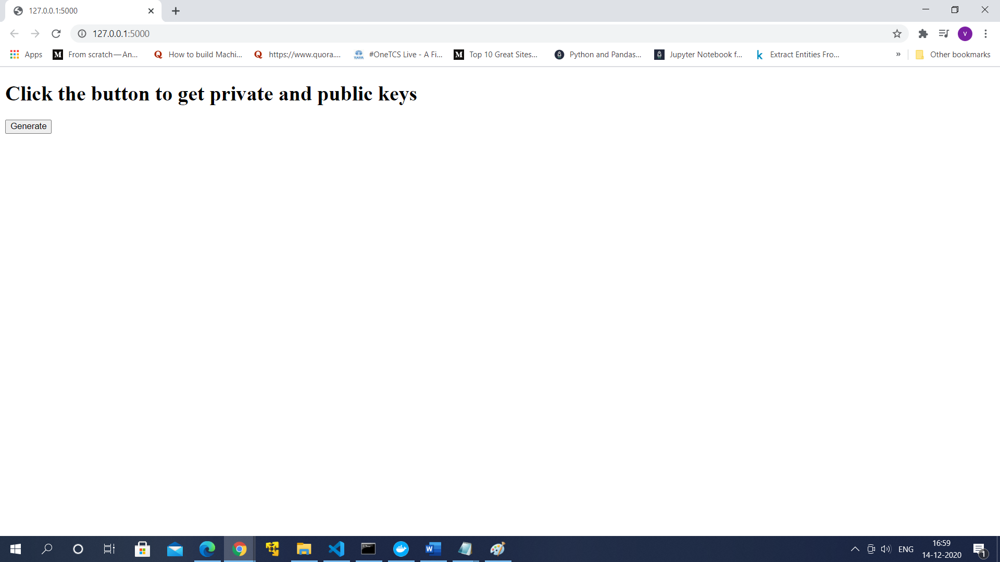 127.0.0.1:5000
127.0.0.1:5000
V
Apps
M From scratch — An...
Q How to build Machi...
Q https://www.quora....
TATA #OneTCS Live - A Fi...
M Top 10 Great Sites...
Python and Pandas...
Jupyter Notebook f...
k Extract Entities Fro...
»
Other bookmarks
Click the button to get private and public keys
Generate
W
ENG
16:59
14-12-2020
1